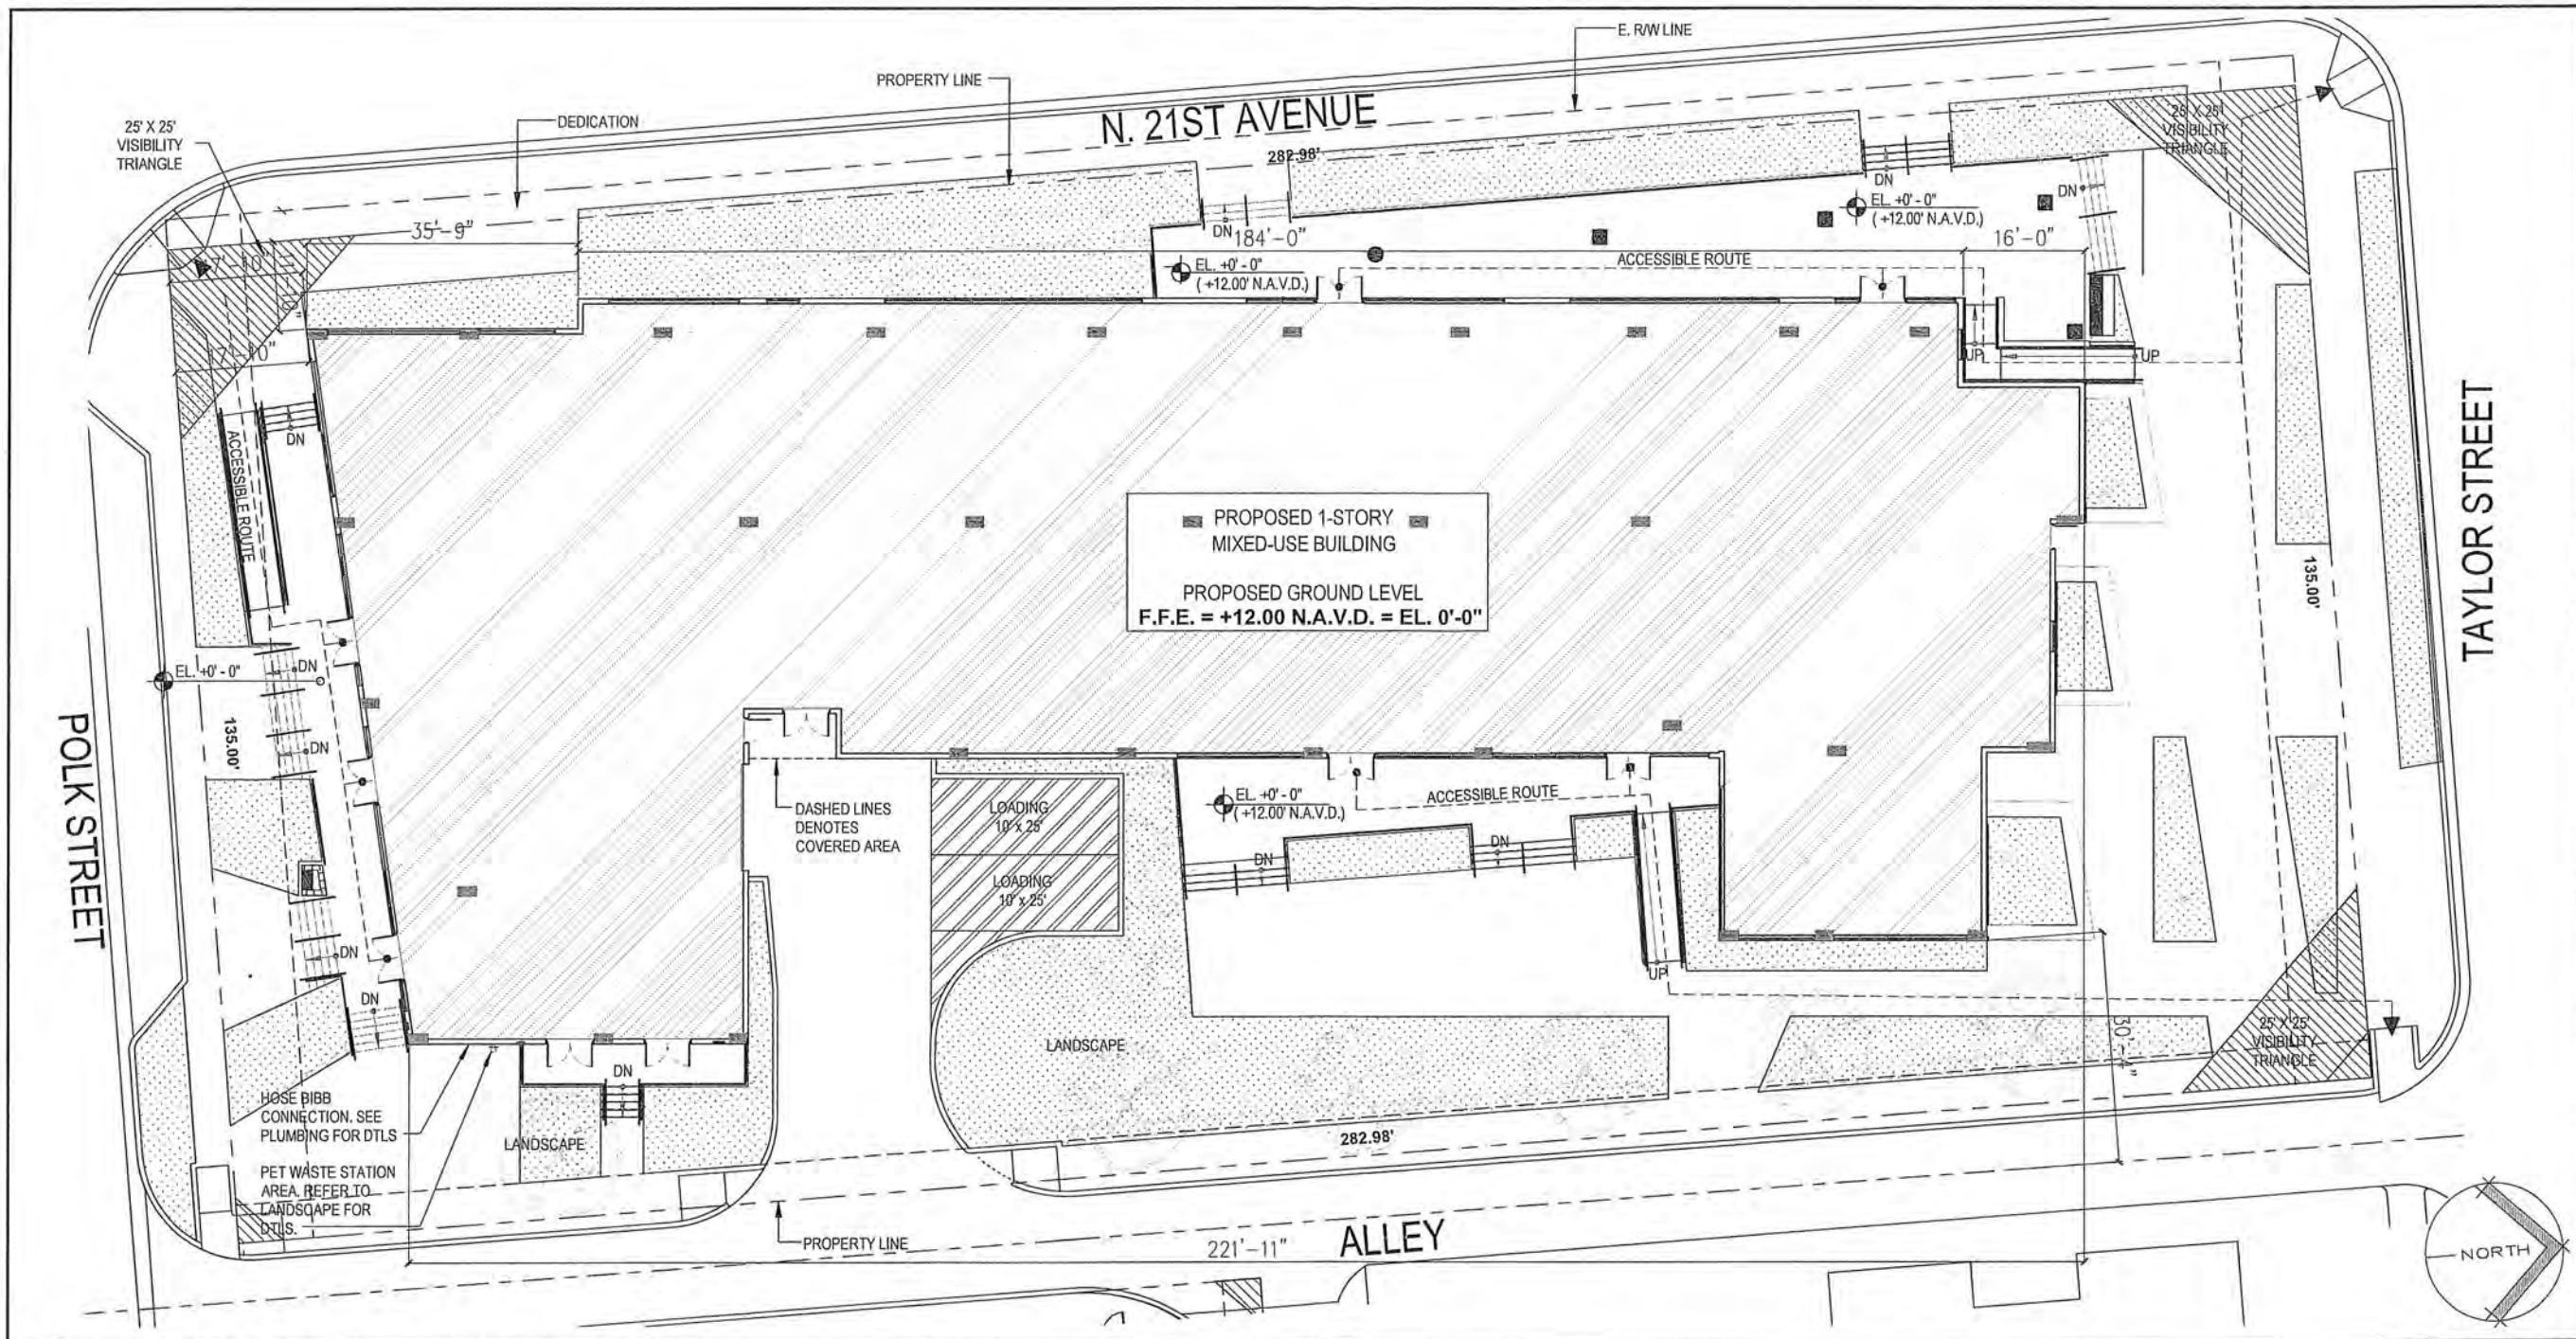 E. R/W LINE
PROPERTY LINE
DEDICATION
N. 21ST AVENUE
25' X 25'
VISIBILITY
TRIANGLE
25' X 25'
VISIBILITY
TRIANGLE
282.98'
35'-9"
184'-0"
16'-0"
DN
DN
DN
EL. +0' - 0"
( +12.00' N.A.V.D.)
EL. +0' - 0"
( +12.00' N.A.V.D.)
ACCESSIBLE ROUTE
17'-10"
UP
UP
DN
ACCESSIBLE ROUTE
PROPOSED 1-STORY
MIXED-USE BUILDING
PROPOSED GROUND LEVEL
F.F.E. = +12.00 N.A.V.D. = EL. 0'-0"
TAYLOR STREET
135.00'
DN
EL. +0' - 0"
135.00'
DN
POLK STREET
DASHED LINES
DENOTES
COVERED AREA
LOADING
10' x 25'
LOADING
10' x 25'
EL. +0' - 0"
( +12.00' N.A.V.D.)
ACCESSIBLE ROUTE
DN
DN
UP
DN
DN
DN
30'-4"
25' X 25'
VISIBILITY
TRIANGLE
LANDSCAPE
HOSE BIBB
CONNECTION. SEE
PLUMBING FOR DTLS
LANDSCAPE
PET WASTE STATION
AREA. REFER TO
LANDSCAPE FOR
DTLS.
282.98'
PROPERTY LINE
221'-11"
ALLEY
NORTH